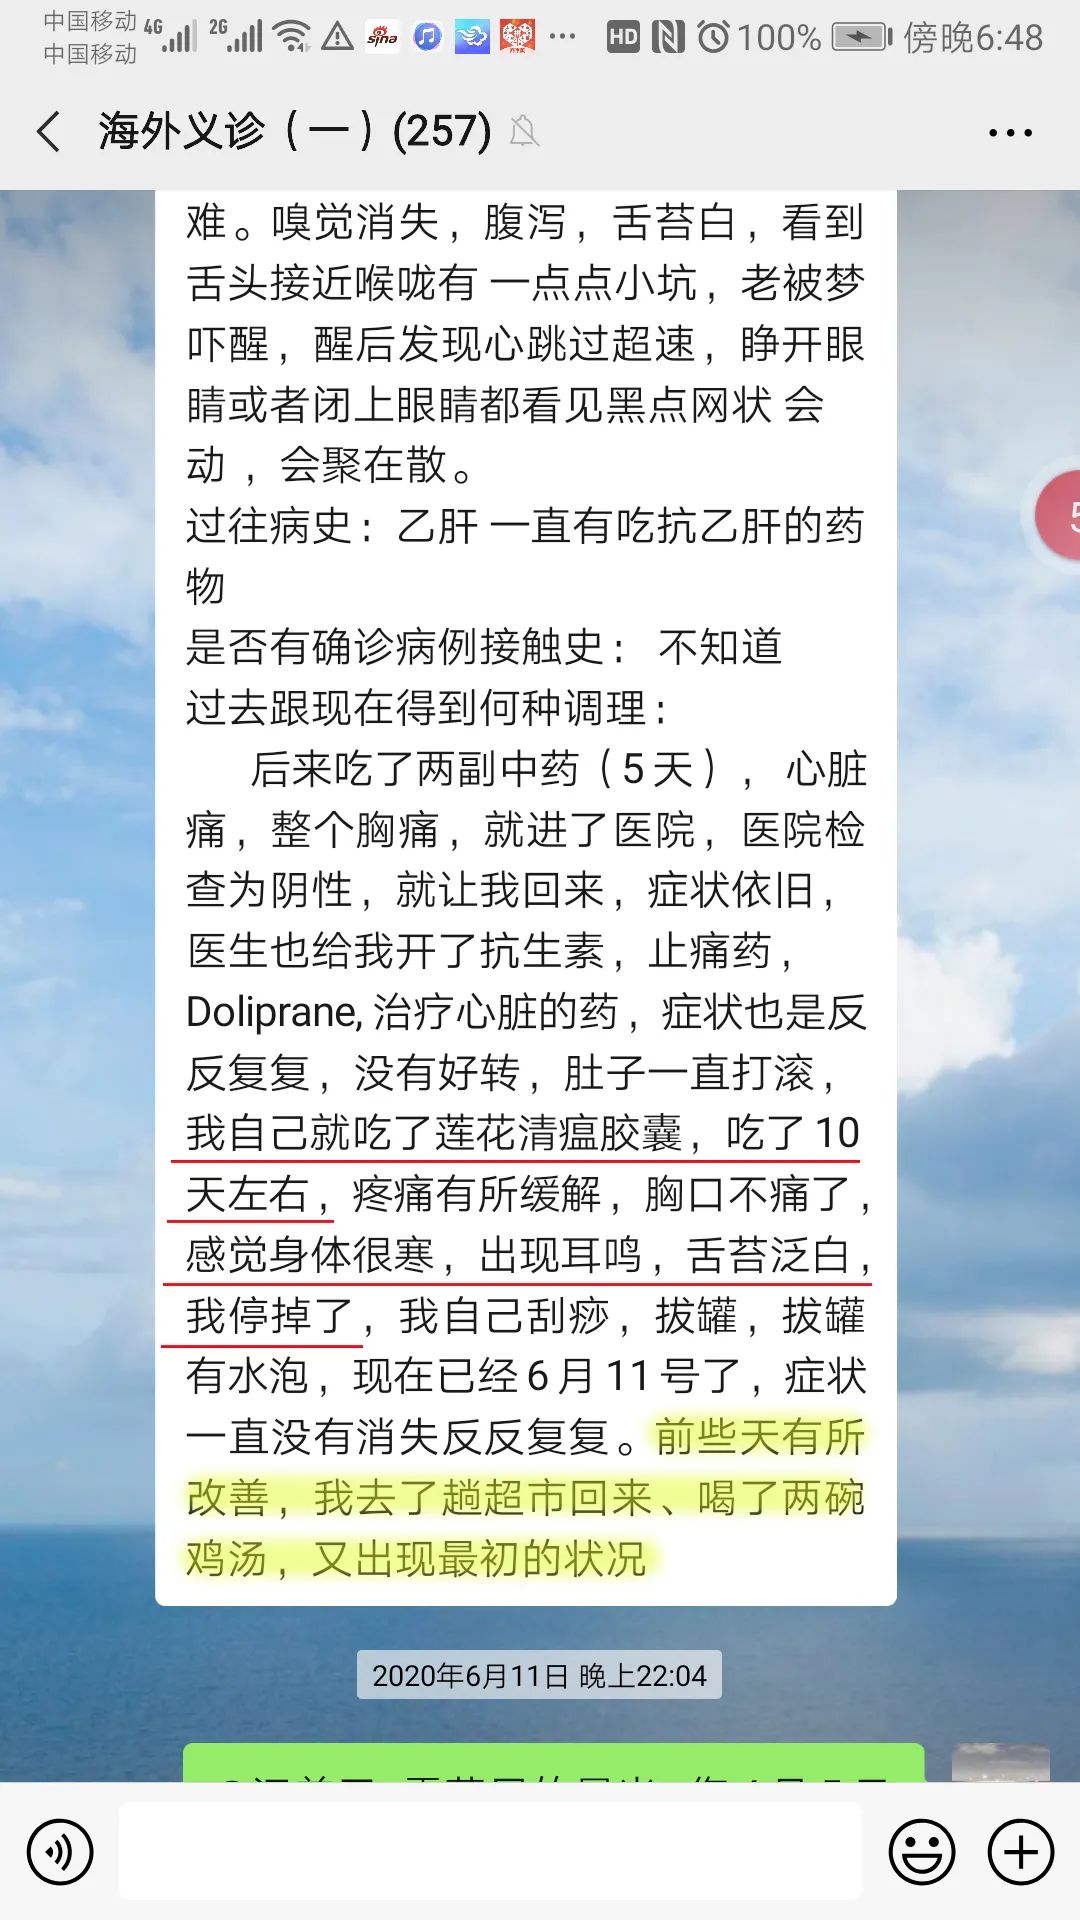 中国移动 4G 2G HD 100% 傍晚6:48
中国移动
sina
海外义诊（一）(257)
难。嗅觉消失，腹泻，舌苔白，看到
舌头接近喉咙有 一点点小坑，老被梦
吓醒，醒后发现心跳过超速，睁开眼
睛或者闭上眼睛都看见黑点网状 会
动 ，会聚在散。
5
过往病史：乙肝 一直有吃抗乙肝的药
物
是否有确诊病例接触史： 不知道
过去跟现在得到何种调理：
后来吃了两副中药（5 天）， 心脏
痛，整个胸痛，就进了医院，医院检
查为阴性，就让我回来，症状依旧，
医生也给我开了抗生素，止痛药，
Doliprane, 治疗心脏的药，症状也是反
反复复，没有好转，肚子一直打滚，
我自己就吃了莲花清瘟胶囊，吃了10
天左右，疼痛有所缓解，胸口不痛了，
感觉身体很寒，出现耳鸣，舌苔泛白，
我停掉了，我自己刮痧，拔罐，拔罐
有水泡，现在已经 6 月 11 号了，症状
一直没有消失反反复复。前些天有所
改善，我去了趟超市回来、喝了两碗
鸡汤，又出现最初的状况
2020年6月11日 晚上22:04